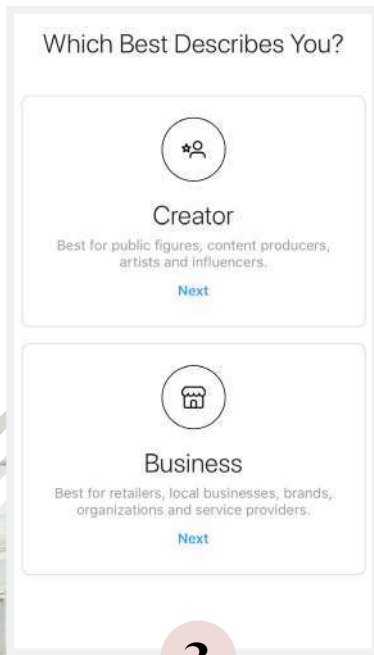 Which Best Describes You?
Creator
Best for public figures, content producers,
artists and influencers.
Next
Business
Best for retailers, local businesses, brands,
organizations and service providers.
Next